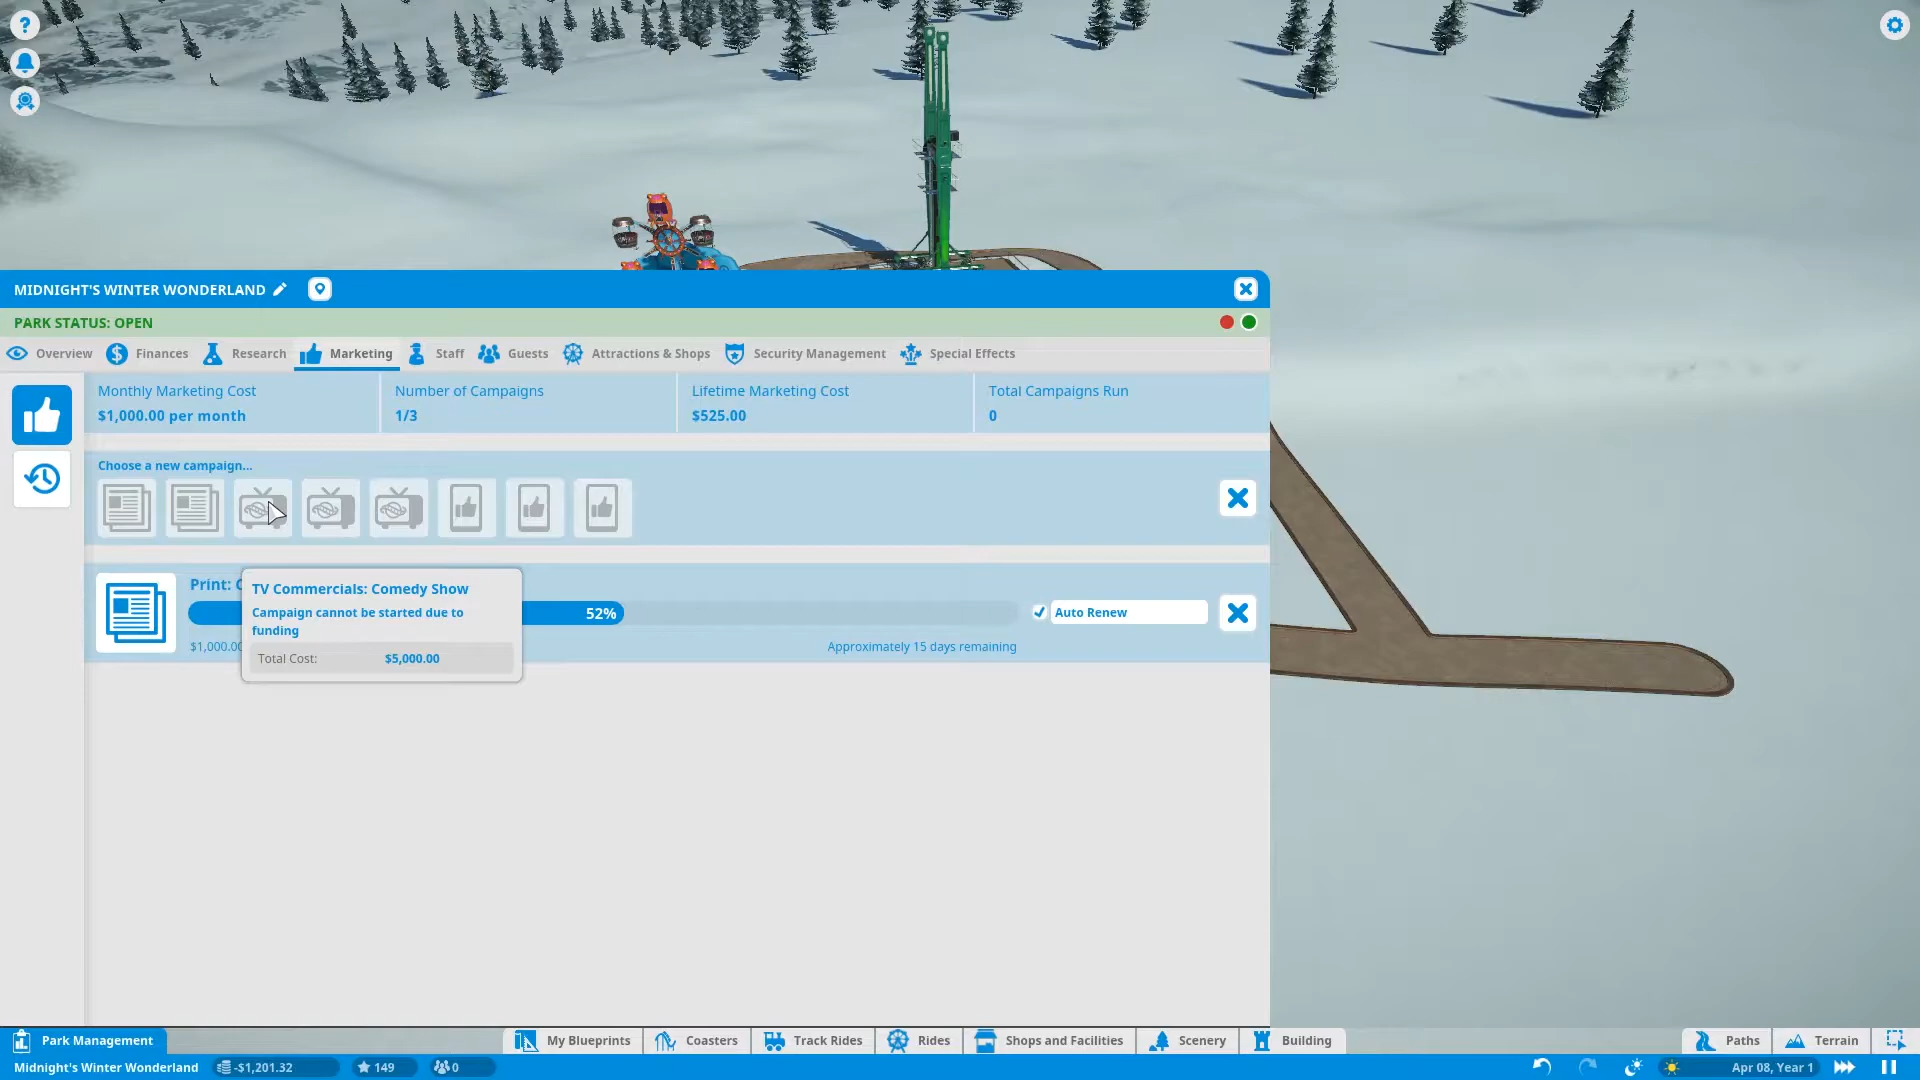 ?
MIDNIGHT'S WINTER WONDERLAND
PARK STATUS: OPEN
Overview
Finances
Research
Marketing
Staff
Guests
Attractions & Shops
Security Management
Special Effects
Monthly Marketing Cost
$1,000.00 per month
Number of Campaigns
1/3
Lifetime Marketing Cost
$525.00
Total Campaigns Run
0
Choose a new campaign...
Print:
52%
Auto Renew
$1,000.00
Approximately 15 days remaining
TV Commercials: Comedy Show
Campaign cannot be started due to
funding
Total Cost: $5,000.00
Park Management
My Blueprints
Coasters
Track Rides
Rides
Shops and Facilities
Scenery
Building
Paths
Terrain
Midnight's Winter Wonderland
-$1,201.32
149
0
Apr 08, Year 1